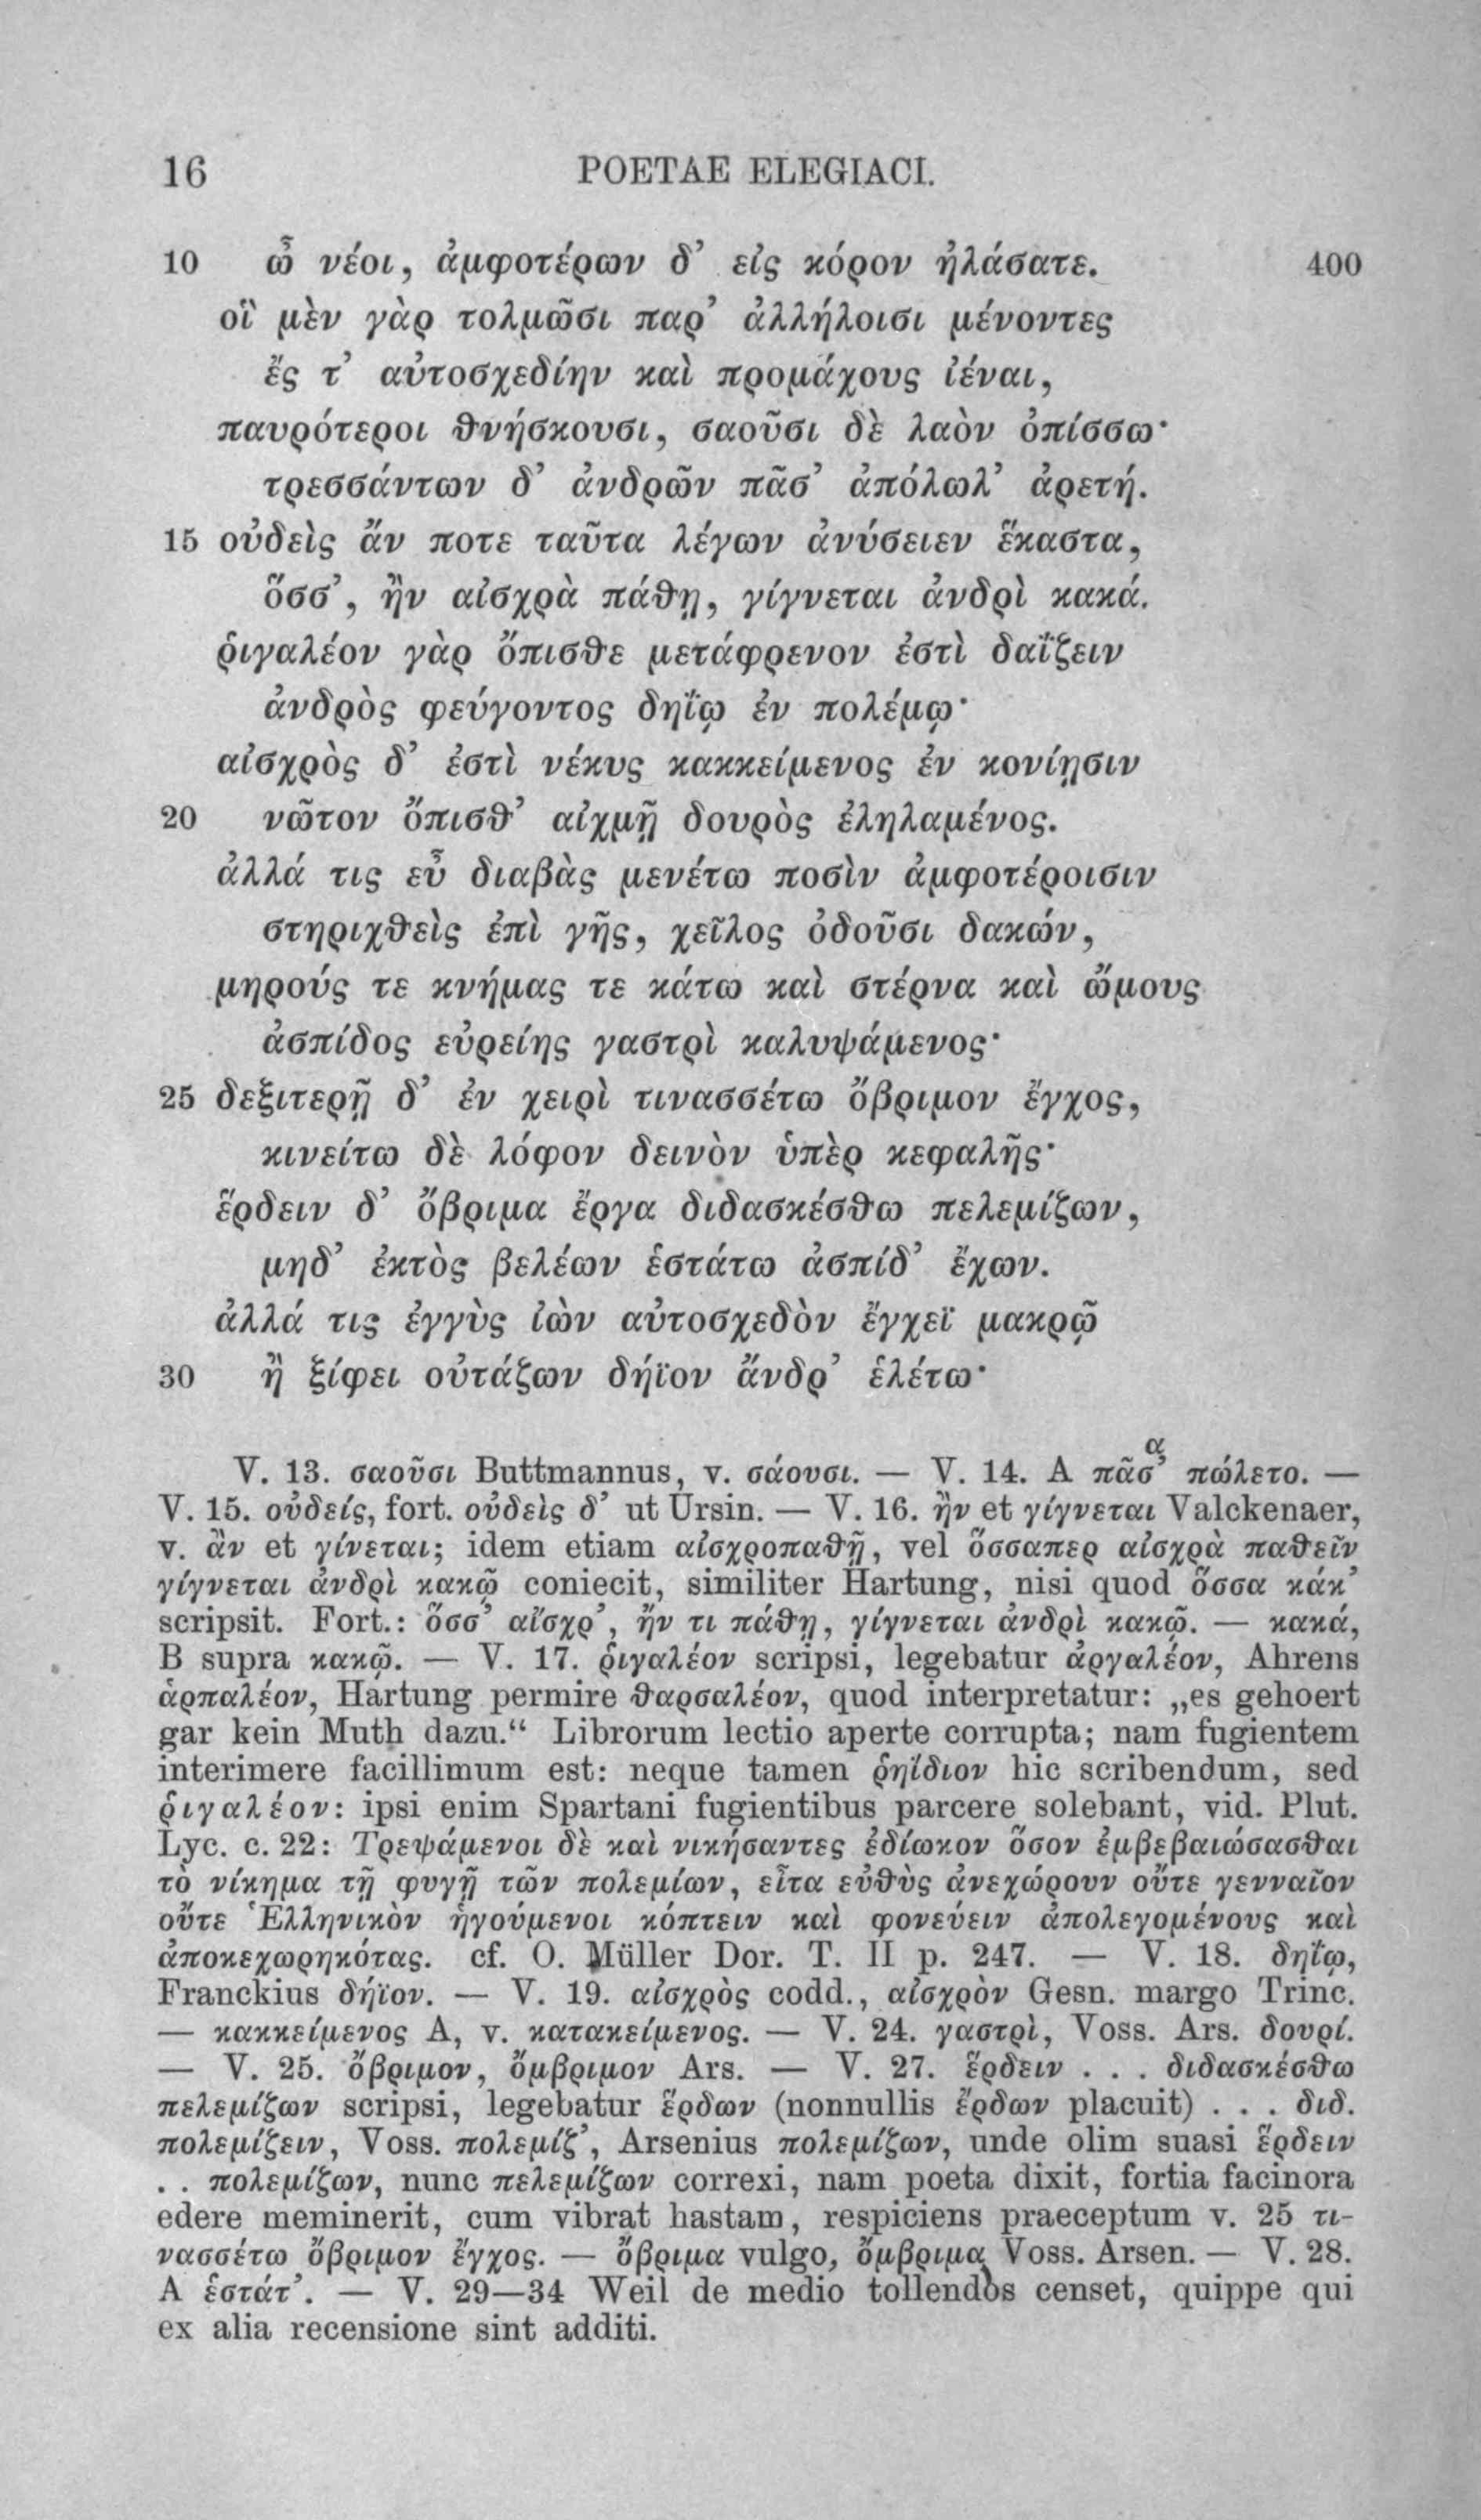 16 POETAE ELEGIACI.
10 ὦ νέοι, ἀμφοτέρων δ’ εἰς κόρον ἠλάσατε. 400
οἳ μὲν γὰρ τολμῶσι παρ’ ἀλλήλοισι μένοντες
ἔς τ’ αὐτοσχεδίην καὶ προμάχους ἰέναι,
παυρότεροι θνήσκουσι, σαοῦσι δὲ λαὸν ὀπίσσω·
τρεσσάντων δ’ ἀνδρῶν πᾶσ’ ἀπόλωλ’ ἀρετή.
15 οὐδεὶς ἄν ποτε ταῦτα λέγων ἀνύσειεν ἕκαστα,
ὅσσ’, ἢν αἰσχρὰ πάθῃ, γίγνεται ἀνδρὶ κακά.
ῥιγαλέον γὰρ ὄπισθε μετάφρενον ἐστὶ δαΐζειν
ἀνδρὸς φεύγοντος δηΐῳ ἐν πολέμῳ·
αἰσχρὸς δ’ ἐστὶ νέκυς κακκείμενος ἐν κονίῃσιν
20 νῶτον ὄπισθ’ αἰχμῇ δουρὸς ἐληλαμένος.
ἀλλά τις εὖ διαβὰς μενέτω ποσὶν ἀμφοτέροισιν
στηριχθεὶς ἐπὶ γῆς, χεῖλος ὀδοῦσι δακών,
μηρούς τε κνήμας τε κάτω καὶ στέρνα καὶ ὤμους
ἀσπίδος εὐρείης γαστρὶ καλυψάμενος·
25 δεξιτερῇ δ’ ἐν χειρὶ τινασσέτω ὄβριμον ἔγχος,
κινείτω δὲ λόφον δεινὸν ὑπὲρ κεφαλῆς·
ἕρδειν δ’ ὄβριμα ἔργα διδασκέσθω πελεμίζων,
μηδ’ ἐκτὸς βελέων ἑστάτω ἀσπίδ’ ἔχων.
ἀλλά τις ἐγγὺς ἰὼν αὐτοσχεδὸν ἔγχεϊ μακρῷ
30 ἢ ξίφει οὐτάζων δήϊον ἄνδρ’ ἑλέτω·
α
V. 13. σαοῦσι Buttmannus, v. σάουσι. — V. 14. A πᾶσ’ πώλετο. —
V. 15. οὐδείς, fort. οὐδεὶς δ’ ut Ursin. — V. 16. ἢν et γίγνεται Valckenaer,
v. ἂν et γίνεται; idem etiam αἰσχροπαθῇ, vel ὅσσαπερ αἰσχρὰ παθεῖν
γίγνεται ἀνδρὶ κακῷ coniecit, similiter Hartung, nisi quod ὅσσα κάκ’
scripsit. Fort.: ὅσσ’ αἴσχρ’, ἤν τι πάθῃ, γίγνεται ἀνδρὶ κακῷ. — κακά,
B supra κακῷ. — V. 17. ῥιγαλέον scripsi, legebatur ἀργαλέον, Ahrens
ἁρπαλέον, Hartung permire θαρσαλέον, quod interpretatur: „es gehoert
gar kein Muth dazu.“ Librorum lectio aperte corrupta; nam fugientem
interimere facillimum est: neque tamen ῥηΐδιον hic scribendum, sed
ῥιγαλέον: ipsi enim Spartani fugientibus parcere solebant, vid. Plut.
Lyc. c. 22: Τρεψάμενοι δὲ καὶ νικήσαντες ἐδίωκον ὅσον ἐμβεβαιώσασθαι
τὸ νίκημα τῇ φυγῇ τῶν πολεμίων, εἶτα εὐθὺς ἀνεχώρουν οὔτε γενναῖον
οὔτε Ἑλληνικὸν ἡγούμενοι κόπτειν καὶ φονεύειν ἀπολεγομένους καὶ
ἀποκεχωρηκότας. cf. O. Müller Dor. T. II p. 247. — V. 18. δηΐῳ,
Franckius δήϊον. — V. 19. αἰσχρὸς codd., αἰσχρὸν Gesn. margo Trinc.
— κακκείμενος A, v. κατακείμενος. — V. 24. γαστρὶ, Voss. Ars. δουρί.
— V. 25. ὄβριμον, ὄμβριμον Ars. — V. 27. ἕρδειν . . . διδασκέσθω
πελεμίζων scripsi, legebatur ἕρδων (nonnullis ἔρδων placuit) . . . διδ.
πολεμίζειν, Voss. πολεμίζ’, Arsenius πολεμίζων, unde olim suasi ἕρδειν
. . πολεμίζων, nunc πελεμίζων correxi, nam poeta dixit, fortia facinora
edere meminerit, cum vibrat hastam, respiciens praeceptum v. 25 τι-
νασσέτω ὄβριμον ἔγχος. — ὄβριμα vulgo, ὄμβριμα Voss. Arsen. — V. 28.
A ἑστάτ’. — V. 29—34 Weil de medio tollendos censet, quippe qui
ex alia recensione sint additi.